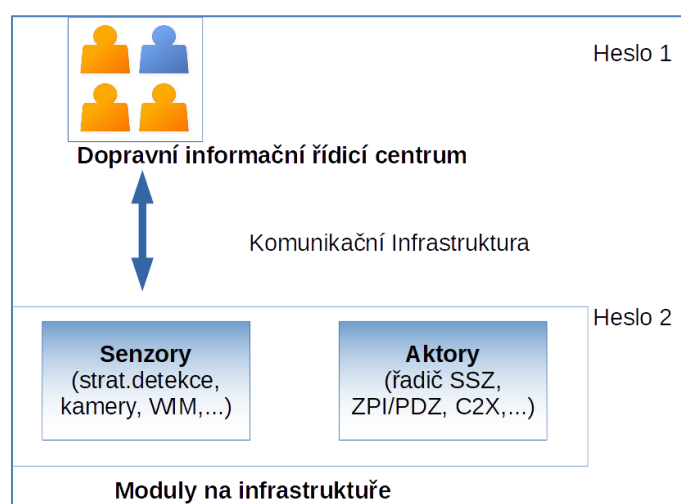 Heslo 1
Dopravní informační řídicí centrum
Komunikační Infrastruktura
Heslo 2
Senzory
(strat.detekce,
kamery, WIM,...)
Aktory
(řadič SSZ,
ZPI/PDZ, C2X,...)
Moduly na infrastruktuře